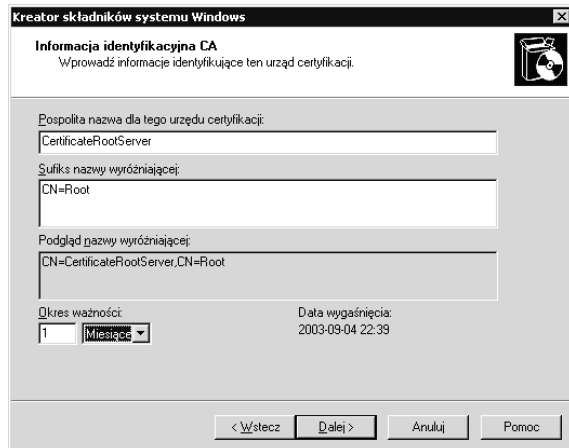 Kreator składników systemu Windows
Informacja identyfikacyjna CA
Wprowadź informacje identyfikujące ten urząd certyfikacji.
Pospolita nazwa dla tego urzędu certyfikacji:
CertificateRootServer
Sufiks nazwy wyróżniającej:
CN=Root
Podgląd nazwy wyróżniającej:
CN=CertificateRootServer,CN=Root
Okres ważności: Data wygaśnięcia:
1 Miesiące 2003-09-04 22:39
< Wstecz Dalej > Anuluj Pomoc